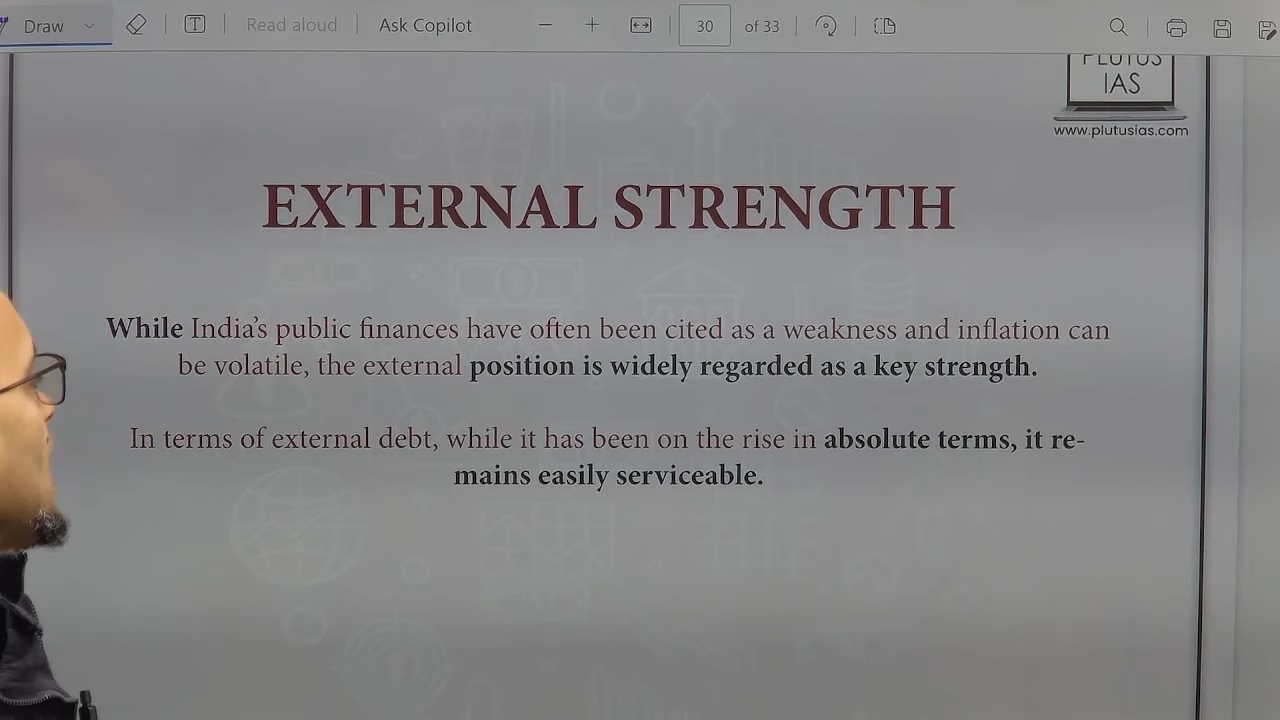 Draw
Read aloud
Ask Copilot
30
of 33
PLUTUS
IAS
www.plutusias.com
EXTERNAL STRENGTH
While India's public finances have often been cited as a weakness and inflation can
be volatile, the external position is widely regarded as a key strength.
In terms of external debt, while it has been on the rise in absolute terms, it re-
mains easily serviceable.